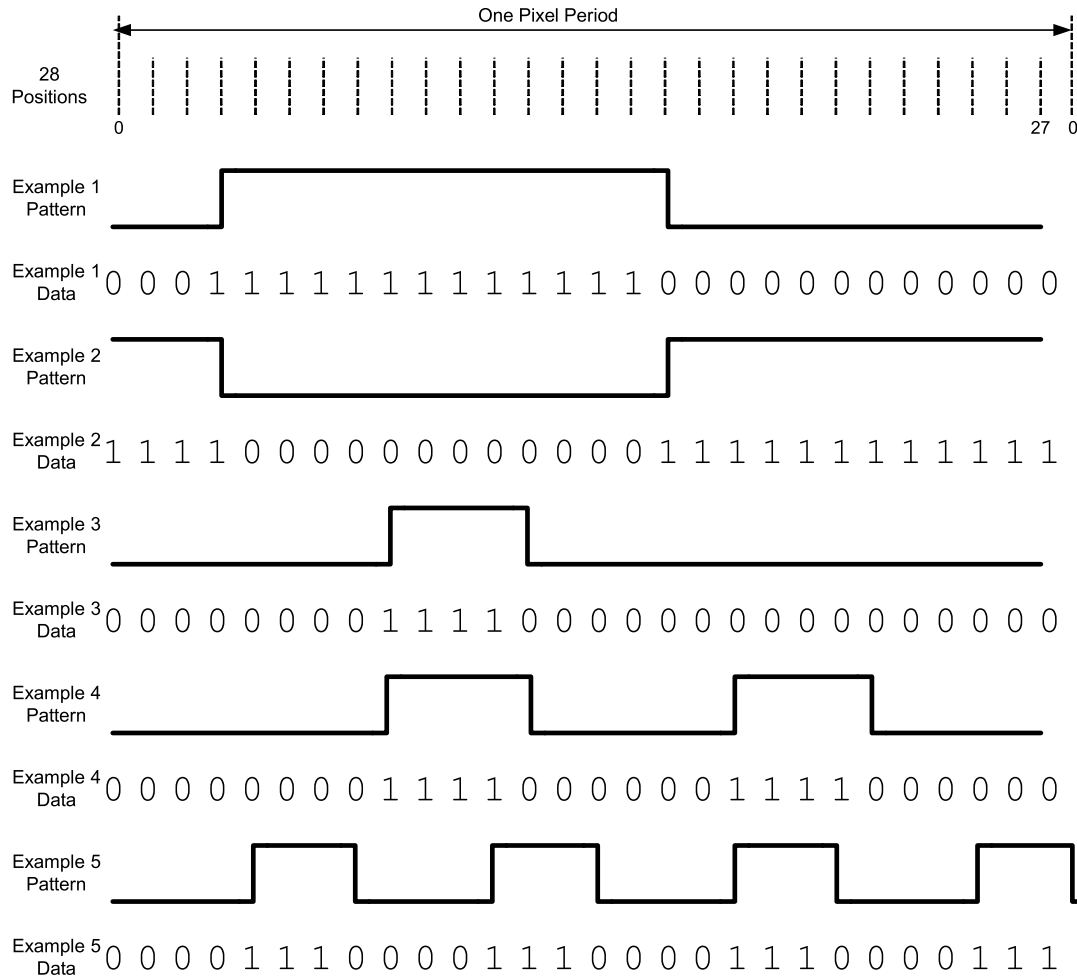 One Pixel Period
28
Positions
0
27 0
Example 1
Pattern
Example 1
Data
0 0 0 1 1 1 1 1 1 1 1 1 1 1 1 1 0 0 0 0 0 0 0 0 0 0 0 0
Example 2
Pattern
Example 2
Data
1 1 1 1 0 0 0 0 0 0 0 0 0 0 0 0 1 1 1 1 1 1 1 1 1 1 1 1
Example 3
Pattern
Example 3
Data
0 0 0 0 0 0 0 0 1 1 1 1 0 0 0 0 0 0 0 0 0 0 0 0 0 0 0 0
Example 4
Pattern
Example 4
Data
0 0 0 0 0 0 0 0 1 1 1 1 0 0 0 0 0 0 1 1 1 1 0 0 0 0 0 0
Example 5
Pattern
Example 5
Data
0 0 0 0 1 1 1 0 0 0 0 1 1 1 0 0 0 0 1 1 1 0 0 0 0 1 1 1